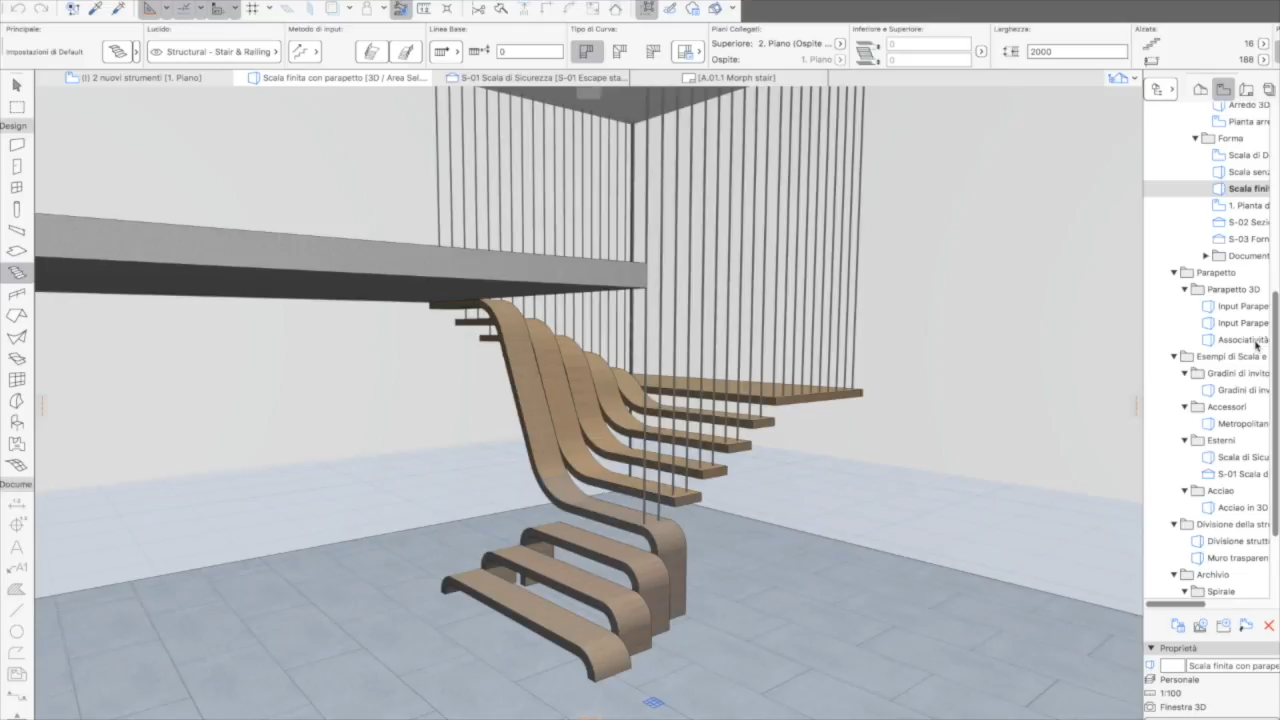 Principale:
Lucido:
Metodo di input:
Linea Base:
Tipo di Curva:
Piani Collegati:
Inferiore e Superiore:
Larghezza:
Alzata:
Impostazioni di Default
Structural - Stair & Railing
0
Superiore: 2. Piano (Ospite ...
Ospite: 1. Piano
0
0
2000
16
188
(!) 2 nuovi strumenti [1. Piano]
Scala finita con parapetto [3D / Area Sel...
S-01 Scala di Sicurezza [S-01 Escape sta...
[A.01.1 Morph stair]
Design
Docume
A
A1
Arredo 3D
Pianta arre
Forma
Scala di D
Scala senz
Scala finit
1. Pianta d
S-02 Sezi
S-03 Forn
Document
Parapetto
Parapetto 3D
Input Parape
Input Parape
Associatività
Esempi di Scala e
Gradini di invito
Gradini di inv
Accessori
Metropolitan
Esterni
Scala di Sicu
S-01 Scala d
Acciao
Acciao in 3D
Divisione della stru
Divisione strutt
Muro trasparen
Archivio
Spirale
Proprietà
Scala finita con parape
Personale
1:100
Finestra 3D